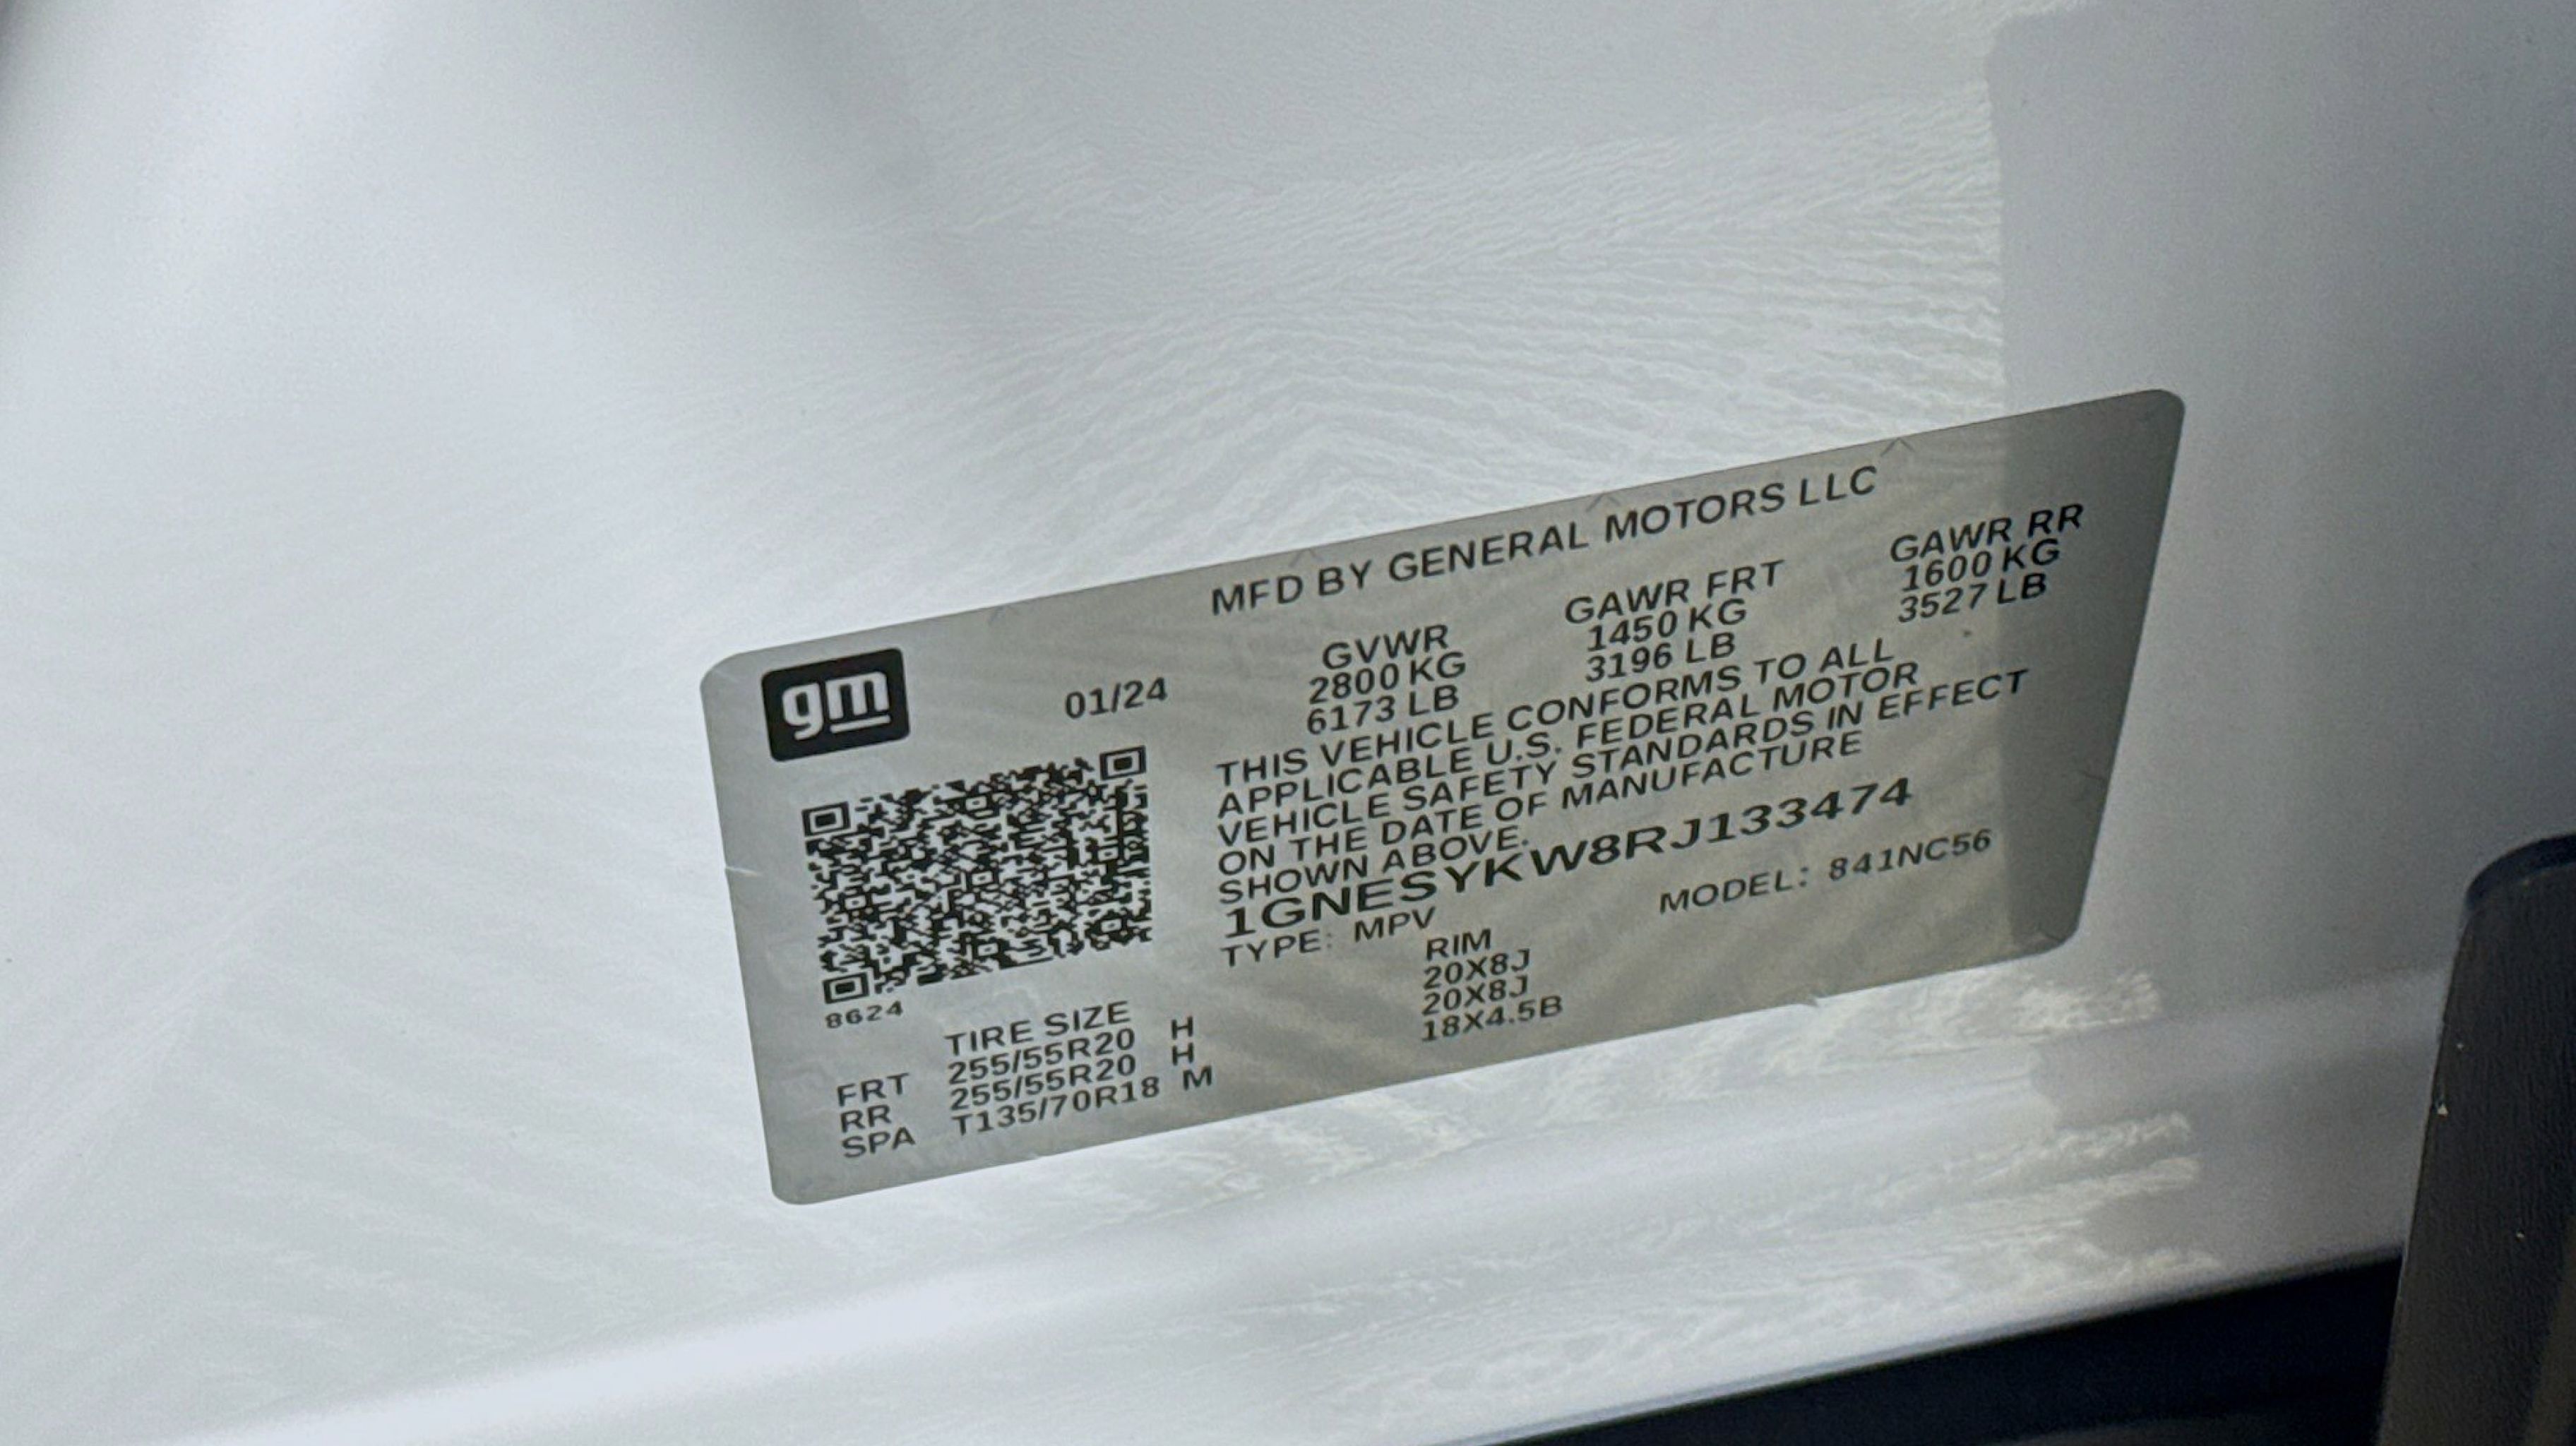 MFD BY GENERAL MOTORS LLC
gm
01/24
GVWR GAWR FRT GAWR RR
2800 KG 1450 KG 1600 KG
6173 LB 3196 LB 3527 LB
THIS VEHICLE CONFORMS TO ALL
APPLICABLE U.S. FEDERAL MOTOR
VEHICLE SAFETY STANDARDS IN EFFECT
ON THE DATE OF MANUFACTURE
SHOWN ABOVE.
1GNESYKW8RJ133474
TYPE: MPV MODEL: 841NC56
8624
TIRE SIZE RIM
FRT 255/55R20 H 20X8J
RR 255/55R20 H 20X8J
SPA T135/70R18 M 18X4.5B